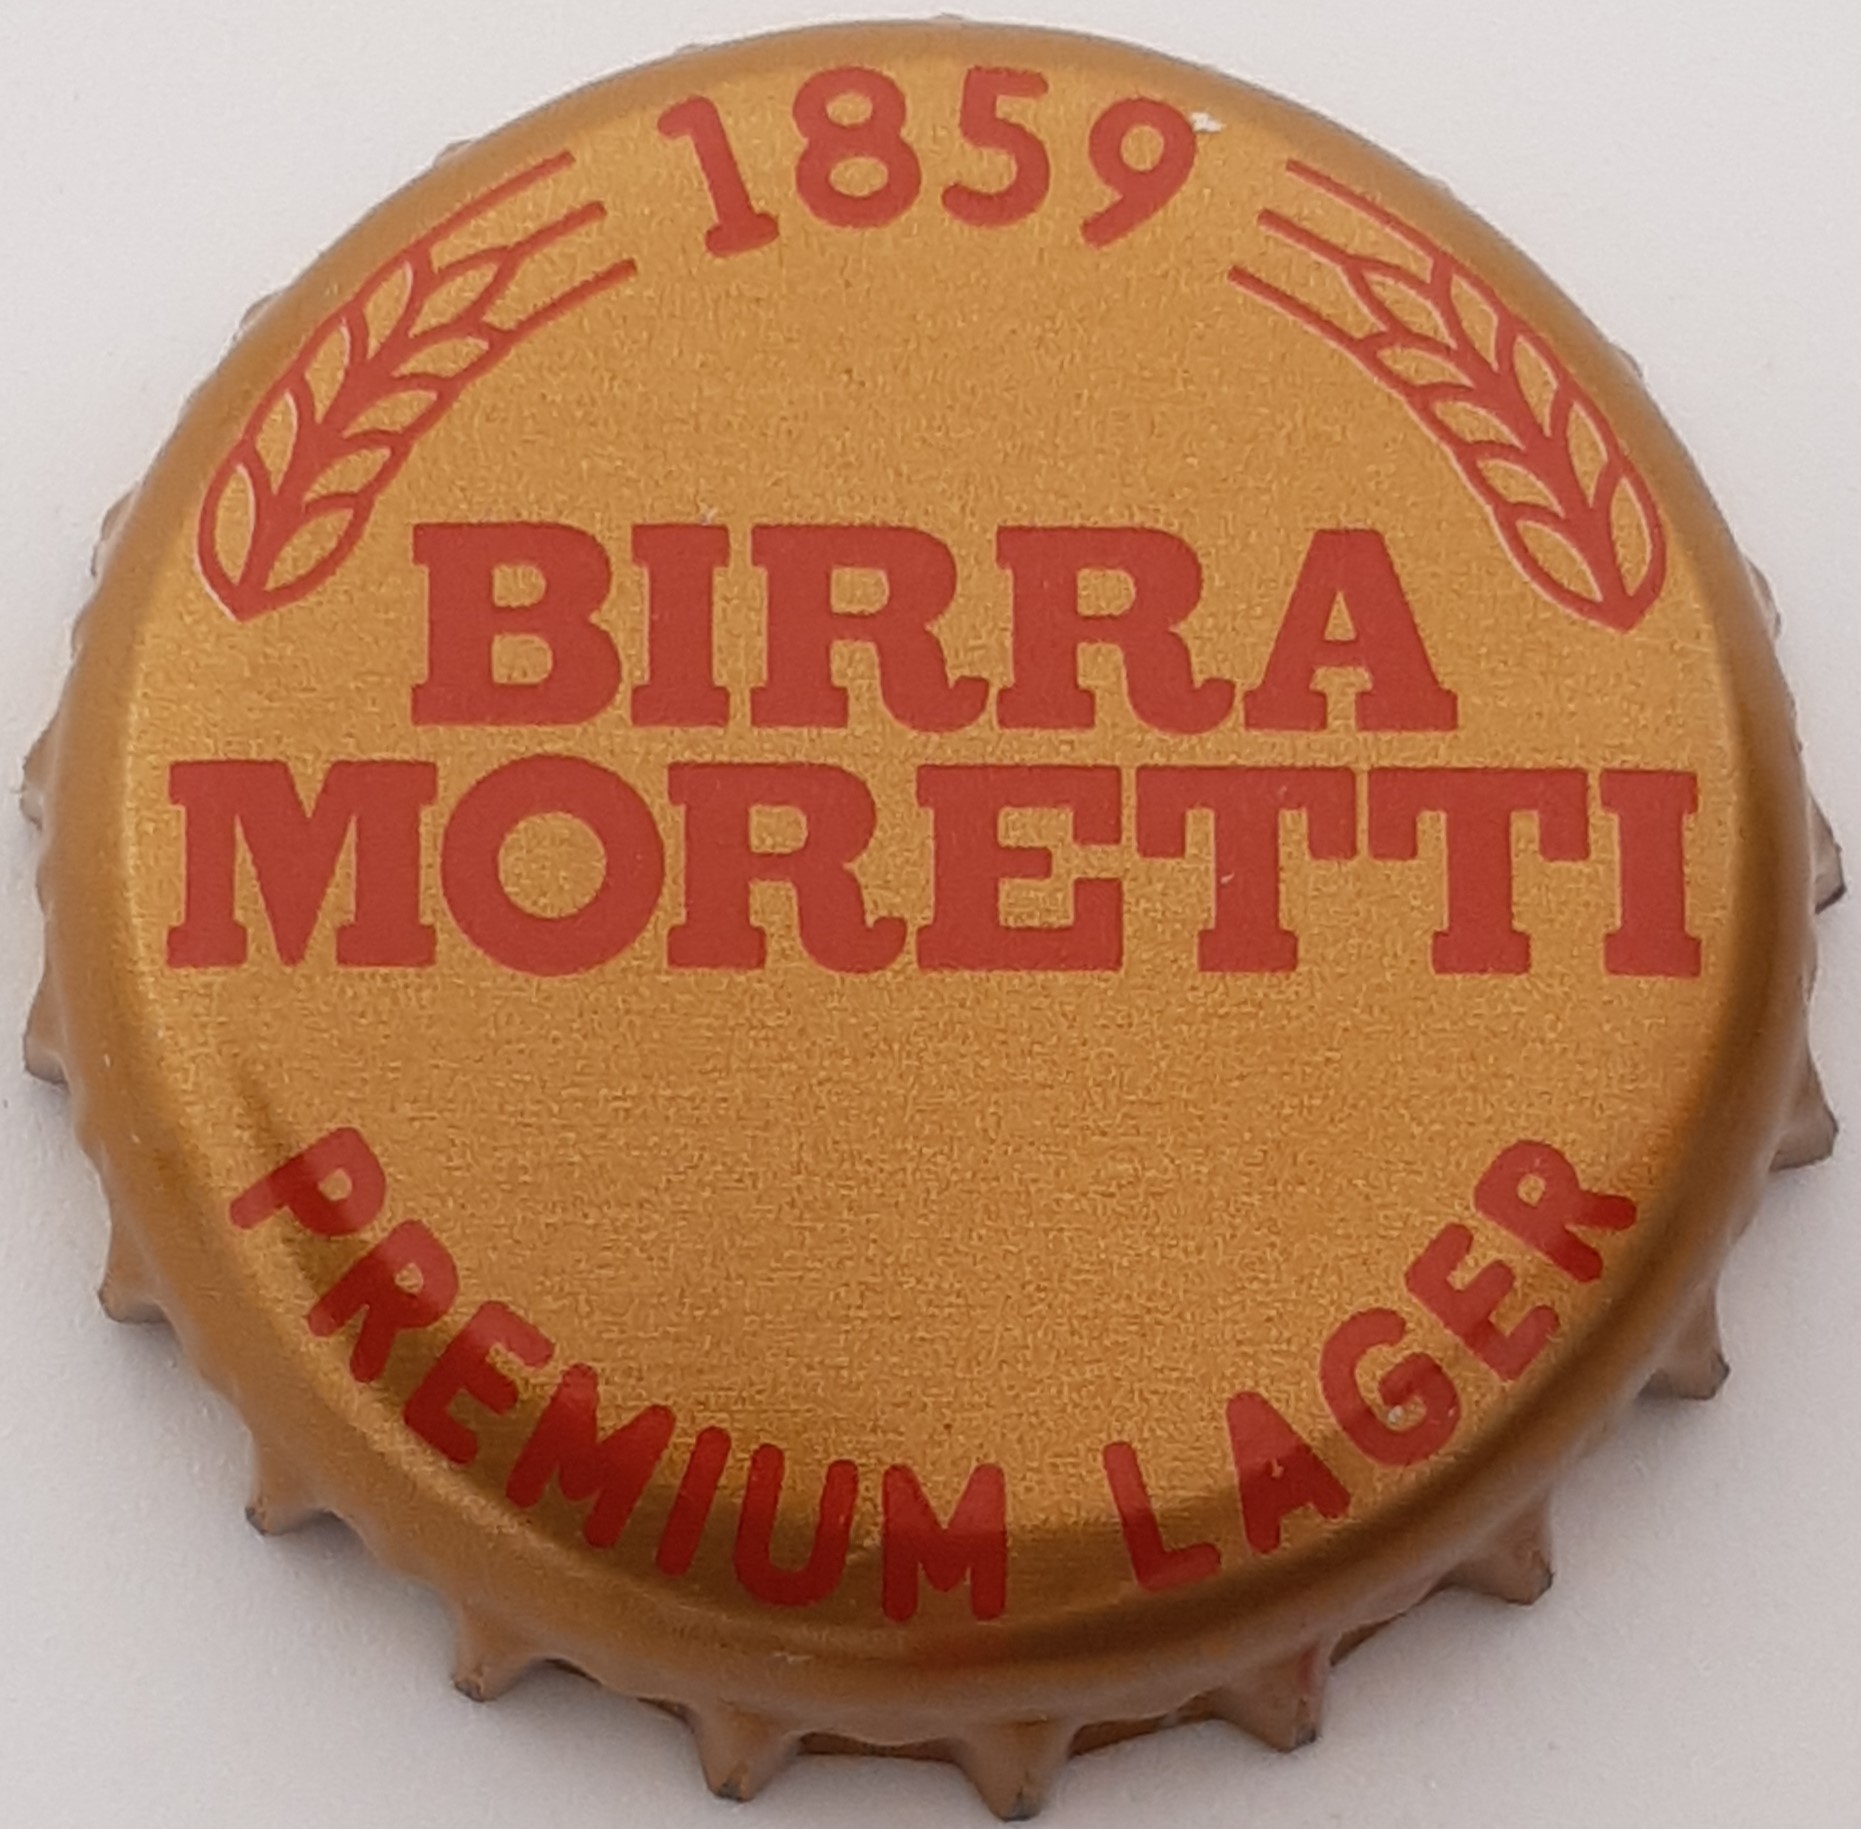 1859
BIRRA
MORETTI
PREMIUM LAGER